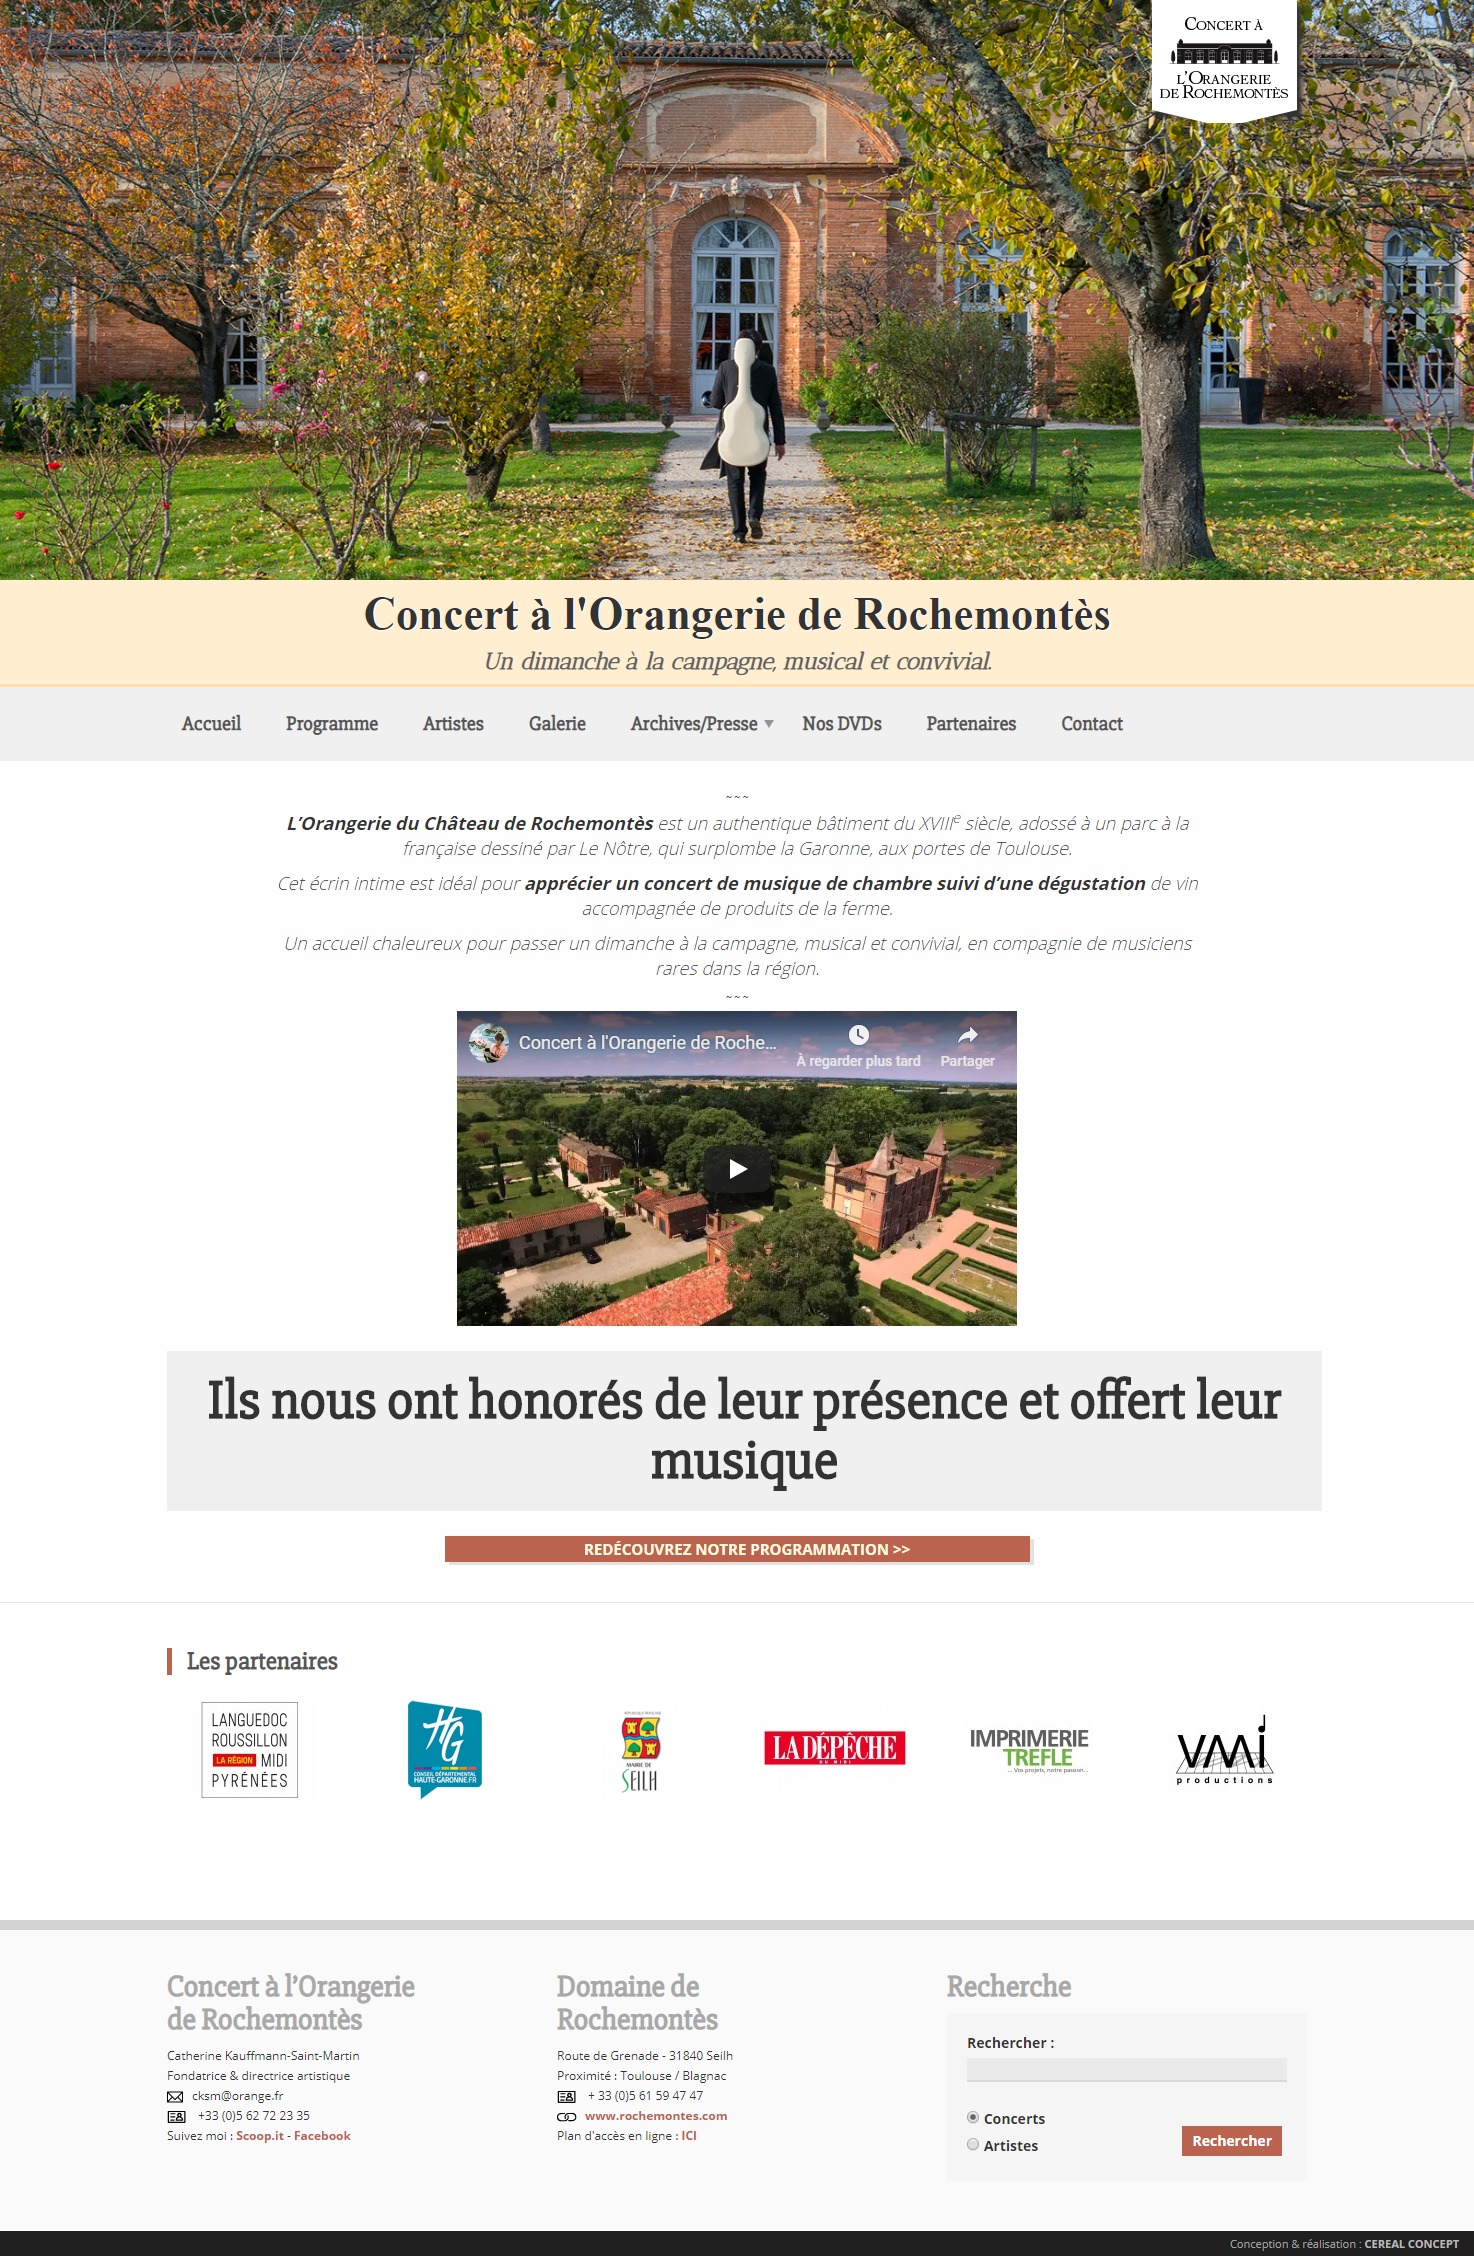 CONCERT À
L'ORANGERIE
DE ROCHEMONTÈS
Concert à l'Orangerie de Rochemontès
Un dimanche à la campagne, musical et convivial.
Accueil Programme Artistes Galerie Archives/Presse Nos DVDs Partenaires Contact
~ ~ ~
L’Orangerie du Château de Rochemontès est un authentique bâtiment du XVIIIe siècle, adossé à un parc à la
française dessiné par Le Nôtre, qui surplombe la Garonne, aux portes de Toulouse.
Cet écrin intime est idéal pour apprécier un concert de musique de chambre suivi d’une dégustation de vin
accompagnée de produits de la ferme.
Un accueil chaleureux pour passer un dimanche à la campagne, musical et convivial, en compagnie de musiciens
rares dans la région.
~ ~ ~
Concert à l'Orangerie de Roche...
À regarder plus tard
Partager
Ils nous ont honorés de leur présence et offert leur
musique
REDÉCOUVREZ NOTRE PROGRAMMATION >>
Les partenaires
LANGUEDOC
ROUSSILLON
LA RÉGION MIDI
PYRÉNÉES
HG
CONSEIL DÉPARTEMENTAL
HAUTE-GARONNE.FR
RÉPUBLIQUE FRANÇAISE
MAIRIE DE
SEILH
LA DÉPÊCHE
DU MIDI
IMPRIMERIE
TREFLE
... Vos projets, notre passion...
VMI
productions
Concert à l’Orangerie
de Rochemontès
Catherine Kauffmann-Saint-Martin
Fondatrice & directrice artistique
cksm@orange.fr
+33 (0)5 62 72 23 35
Suivez moi : Scoop.it - Facebook
Domaine de
Rochemontès
Route de Grenade - 31840 Seilh
Proximité : Toulouse / Blagnac
+ 33 (0)5 61 59 47 47
www.rochemontes.com
Plan d'accès en ligne : ICI
Recherche
Rechercher :
Concerts
Artistes
Rechercher
Conception & réalisation : CEREAL CONCEPT